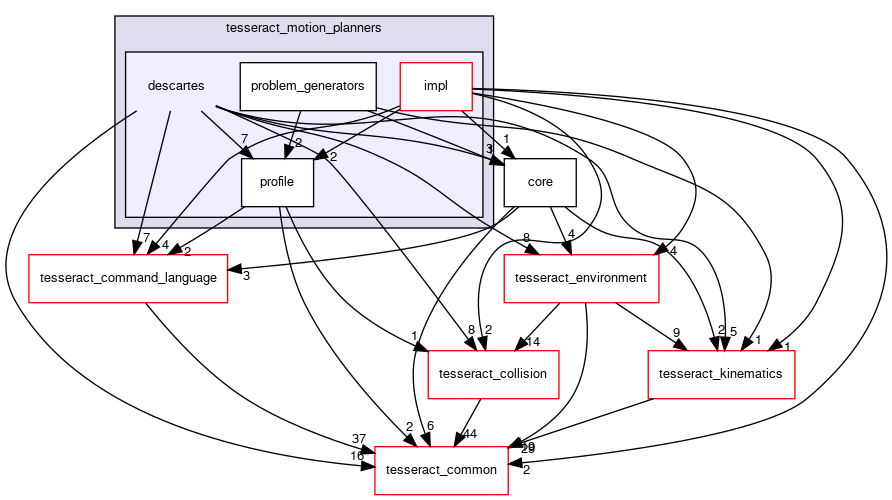 tesseract_motion_planners
descartes
problem_generators
impl
7
2
2
1
3
profile
core
7
4
2
3
8
4
4
tesseract_command_language
tesseract_environment
1
8
2
14
9
2
5
1
1
tesseract_collision
tesseract_kinematics
37
16
2
6
44
29
2
tesseract_common